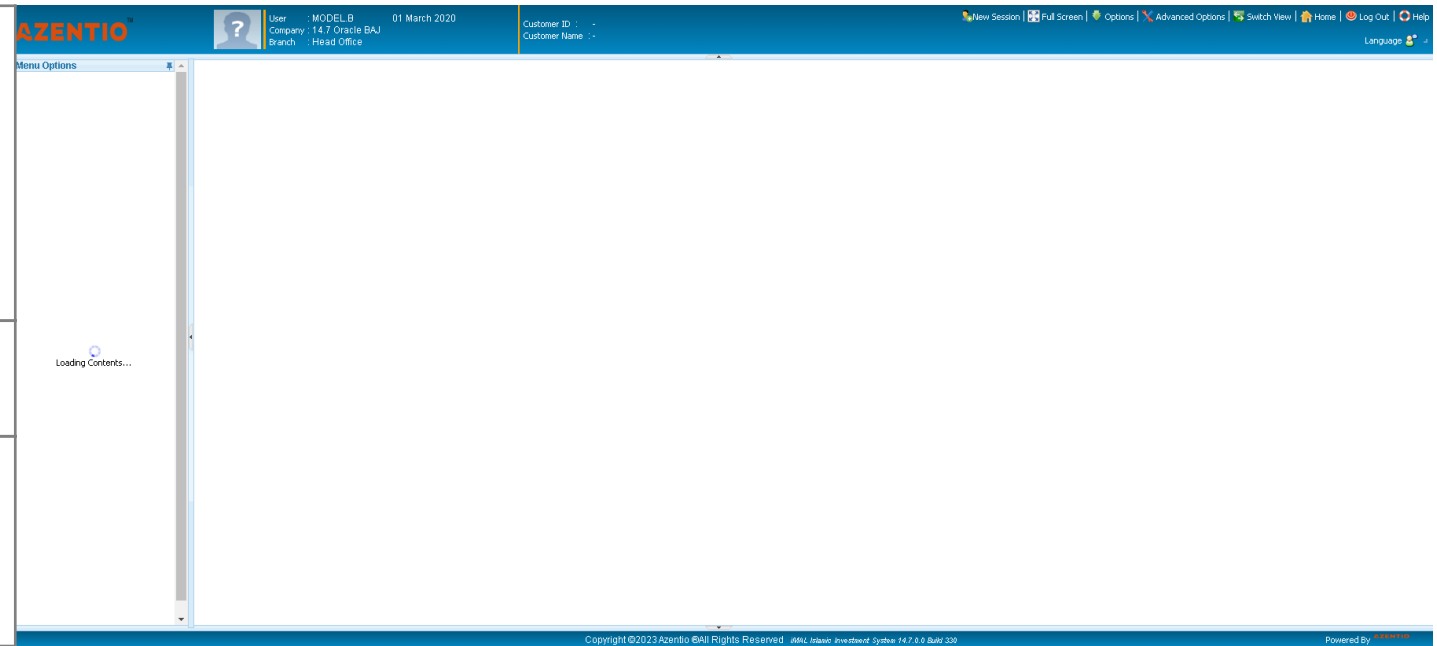 AZENTIO™
User : MODEL.B 01 March 2020
Company : 14.7 Oracle BAJ
Branch : Head Office
Customer ID : -
Customer Name : -
New Session | Full Screen | Options | Advanced Options | Switch View | Home | Log Out | Help
Language
Menu Options
Loading Contents...
Copyright ©2023 Azentio ©All Rights Reserved iMAL Islamic Investment System 14.7.0.0 Build 330
Powered By AZENTIO